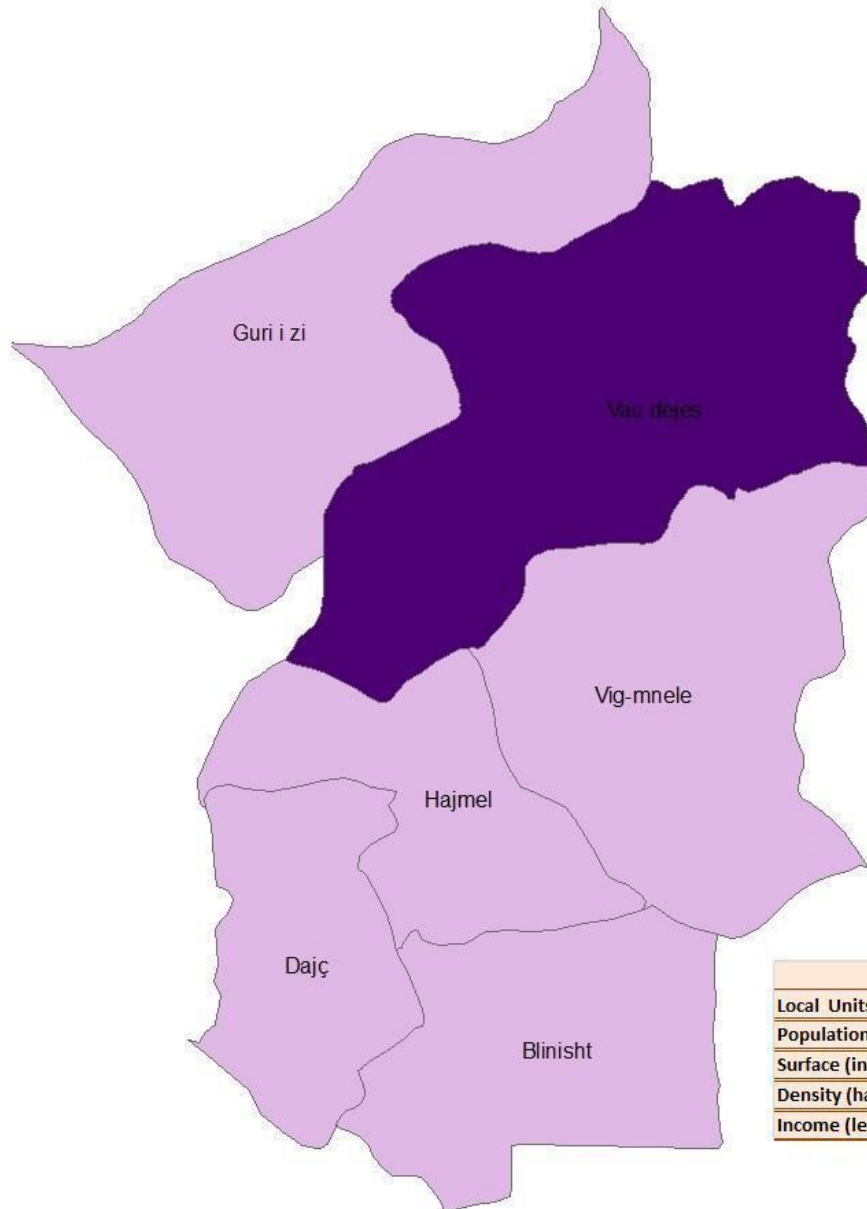 Guri i zi
Vau dejes
Vig-mnele
Hajmel
Dajç
Blinisht
Local Units
Population
Surface (in
Density (ha
Income (le